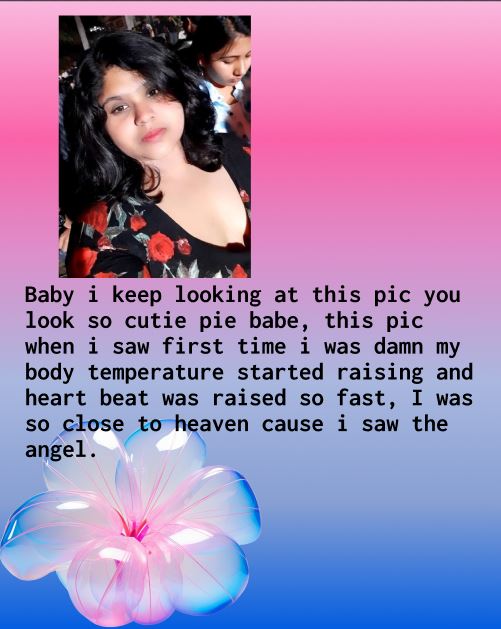 Baby i keep looking at this pic you
look so cutie pie babe, this pic
when i saw first time i was damn my
body temperature started raising and
heart beat was raised so fast, I was
so close to heaven cause i saw the
angel.